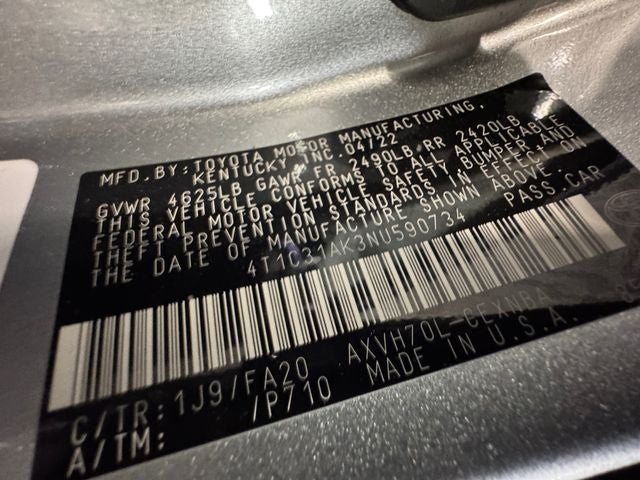 MFD.BY:TOYOTA MOTOR MANUFACTURING,
KENTUCKY INC 04/22
GVWR 4625LB GAWR FR 2490LB RR 2420LB
THIS VEHICLE CONFORMS TO ALL APPLICABLE
FEDERAL MOTOR VEHICLE SAFETY BUMPER,AND
THEFT PREVENTION STANDARDS IN EFFECT ON
THE DATE OF MANUFACTURE SHOWN ABOVE.
4T1C31AK3NU590734 PASS.CAR
C/TR:1J9/FA20 AXVH70L-CEXNBA
A/TM: /P710 MADE IN U.S.A.